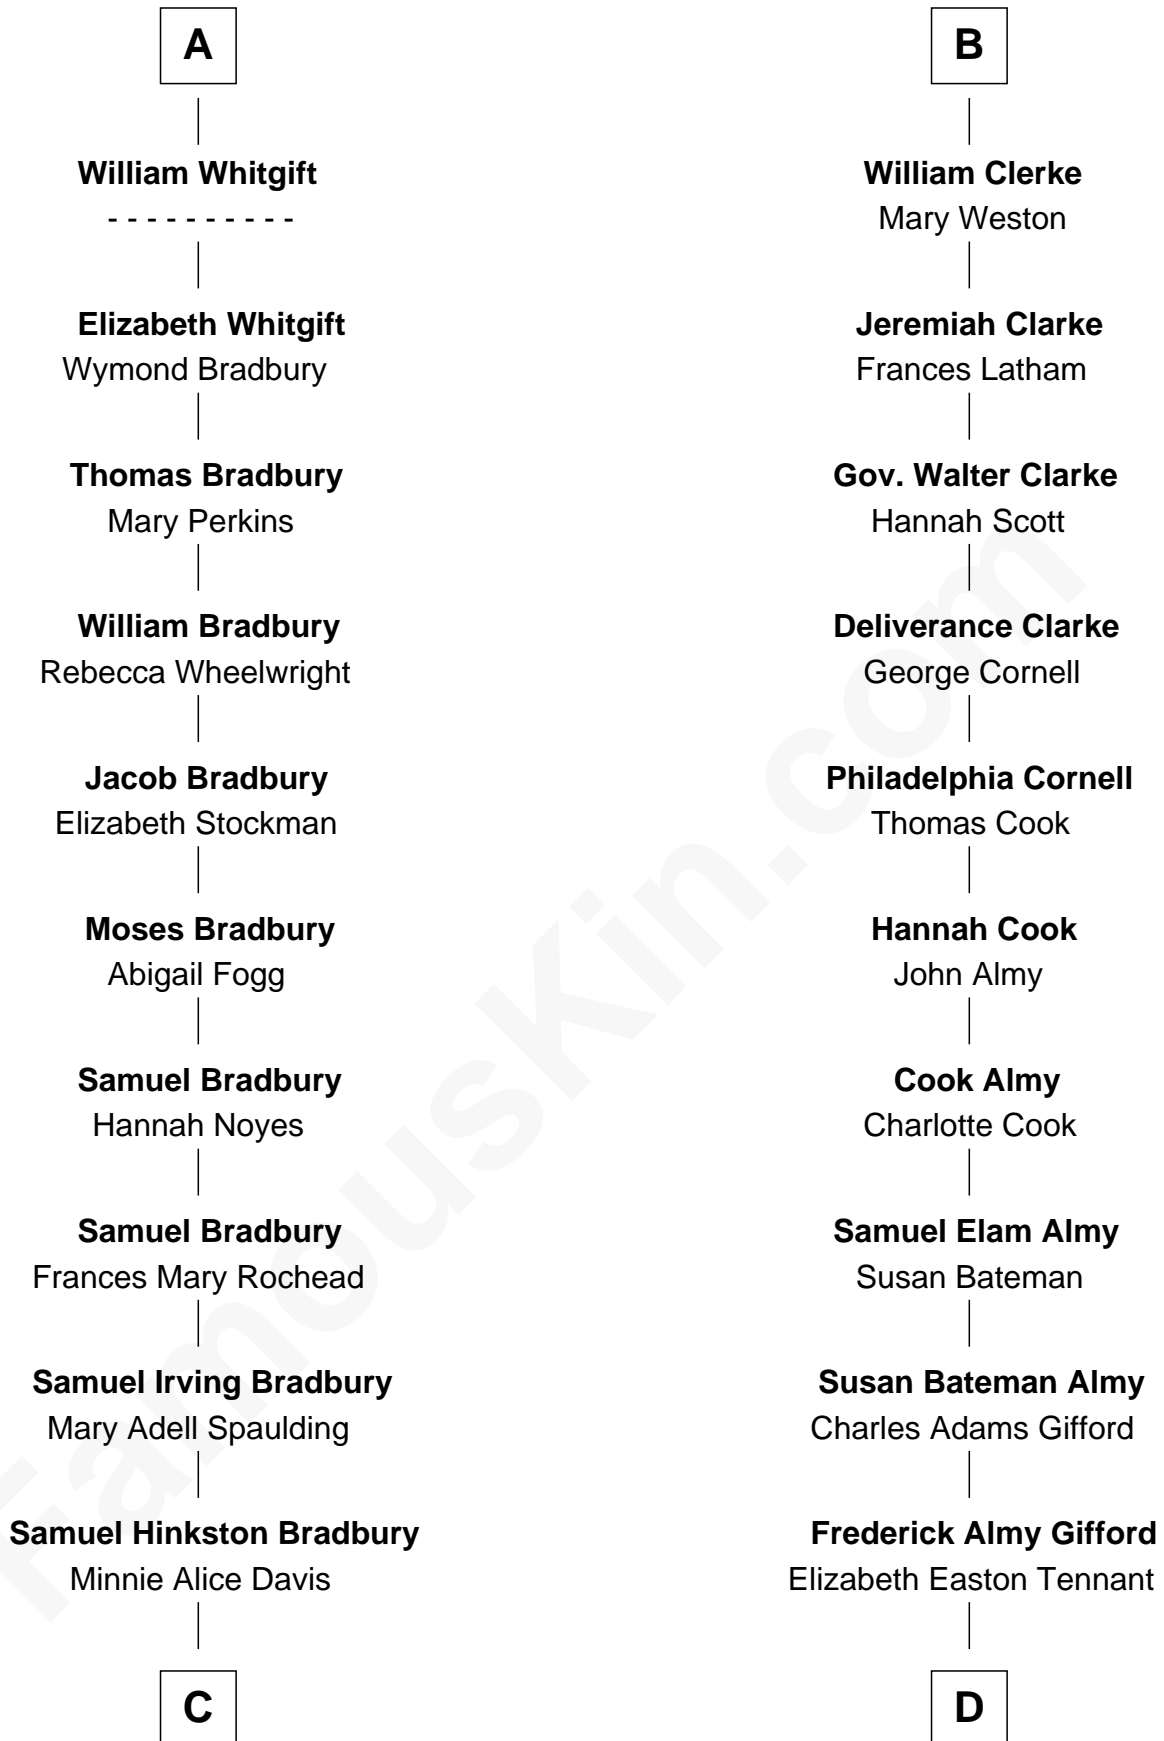 A
William Whitgift
- - - - - - - - - -
Elizabeth Whitgift
Wymond Bradbury
Thomas Bradbury
Mary Perkins
William Bradbury
Rebecca Wheelwright
Jacob Bradbury
Elizabeth Stockman
Moses Bradbury
Abigail Fogg
Samuel Bradbury
Hannah Noyes
Samuel Bradbury
Frances Mary Rochead
Samuel Irving Bradbury
Mary Adell Spaulding
Samuel Hinkston Bradbury
Minnie Alice Davis
C
B
William Clerke
Mary Weston
Jeremiah Clarke
Frances Latham
Gov. Walter Clarke
Hannah Scott
Deliverance Clarke
George Cornell
Philadelphia Cornell
Thomas Cook
Hannah Cook
John Almy
Cook Almy
Charlotte Cook
Samuel Elam Almy
Susan Bateman
Susan Bateman Almy
Charles Adams Gifford
Frederick Almy Gifford
Elizabeth Easton Tennant
D
FamousKin.com